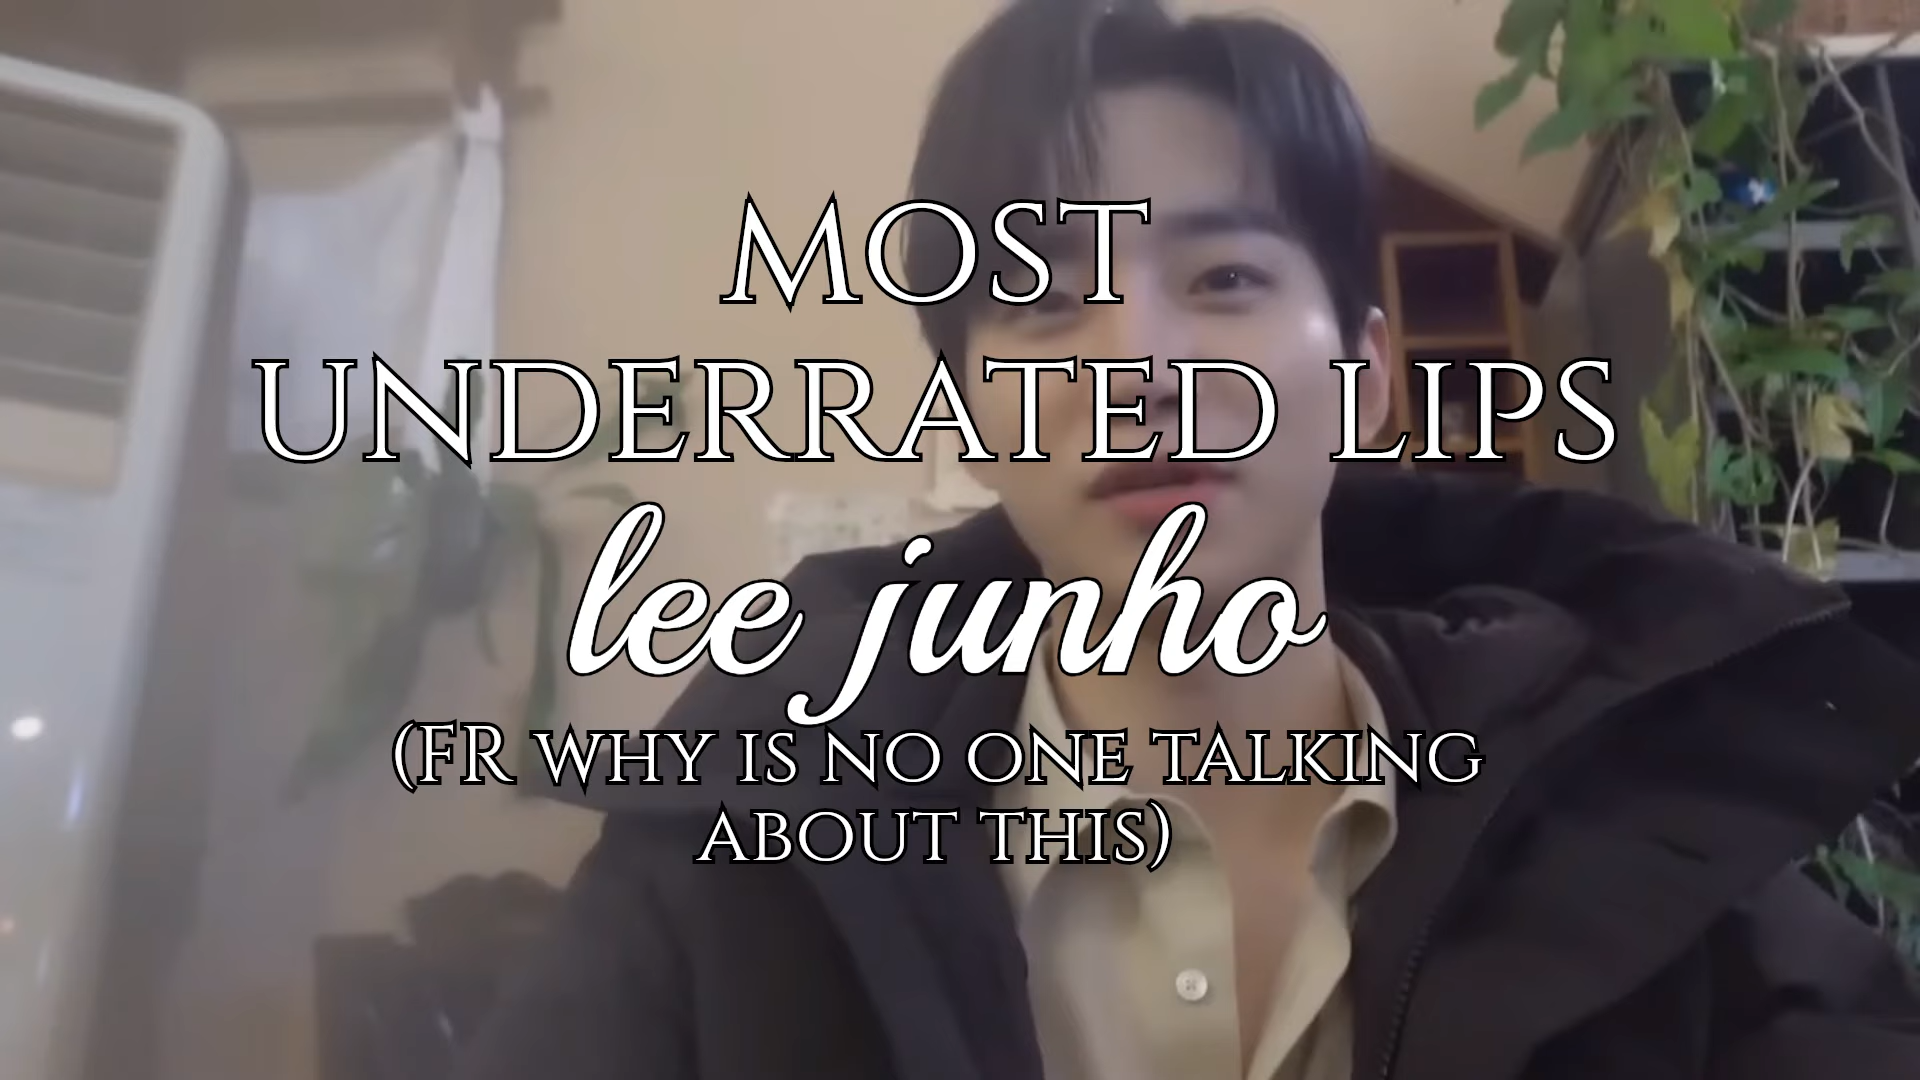 MOST
UNDERRATED LIPS
lee junho
(FR WHY IS NO ONE TALKING
ABOUT THIS)